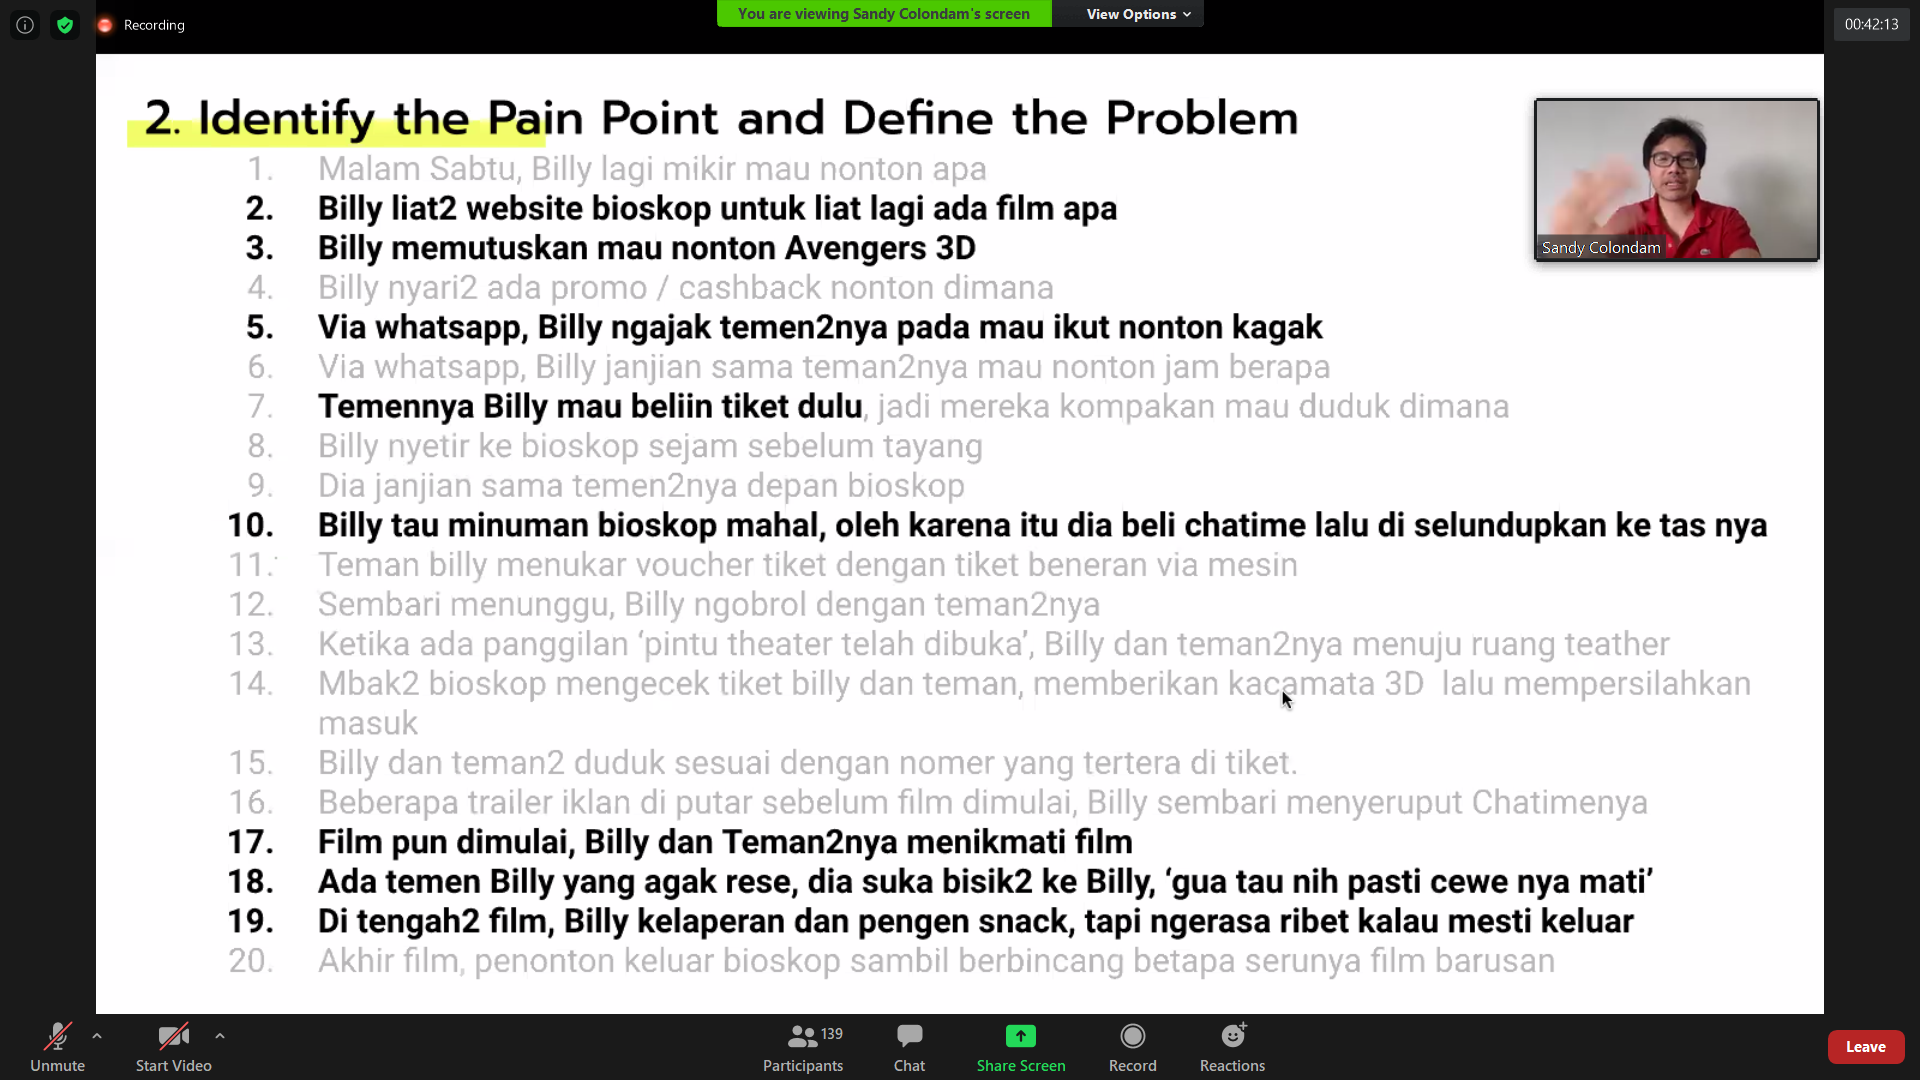 Recording
You are viewing Sandy Colondam's screen
View Options
00:42:13
2. Identify the Pain Point and Define the Problem
1. Malam Sabtu, Billy lagi mikir mau nonton apa
2. Billy liat2 website bioskop untuk liat lagi ada film apa
3. Billy memutuskan mau nonton Avengers 3D
4. Billy nyari2 ada promo / cashback nonton dimana
5. Via whatsapp, Billy ngajak temen2nya pada mau ikut nonton kagak
6. Via whatsapp, Billy janjian sama teman2nya mau nonton jam berapa
7. Temennya Billy mau beliin tiket dulu, jadi mereka kompakan mau duduk dimana
8. Billy nyetir ke bioskop sejam sebelum tayang
9. Dia janjian sama temen2nya depan bioskop
10. Billy tau minuman bioskop mahal, oleh karena itu dia beli chatime lalu di selundupkan ke tas nya
11. Teman billy menukar voucher tiket dengan tiket beneran via mesin
12. Sembari menunggu, Billy ngobrol dengan teman2nya
13. Ketika ada panggilan ‘pintu theater telah dibuka’, Billy dan teman2nya menuju ruang teather
14. Mbak2 bioskop mengecek tiket billy dan teman, memberikan kacamata 3D lalu mempersilahkan
masuk
15. Billy dan teman2 duduk sesuai dengan nomer yang tertera di tiket.
16. Beberapa trailer iklan di putar sebelum film dimulai, Billy sembari menyeruput Chatimenya
17. Film pun dimulai, Billy dan Teman2nya menikmati film
18. Ada temen Billy yang agak rese, dia suka bisik2 ke Billy, ‘gua tau nih pasti cewe nya mati’
19. Di tengah2 film, Billy kelaperan dan pengen snack, tapi ngerasa ribet kalau mesti keluar
20. Akhir film, penonton keluar bioskop sambil berbincang betapa serunya film barusan
Sandy Colondam
Unmute
Start Video
139
Participants
Chat
Share Screen
Record
Reactions
Leave